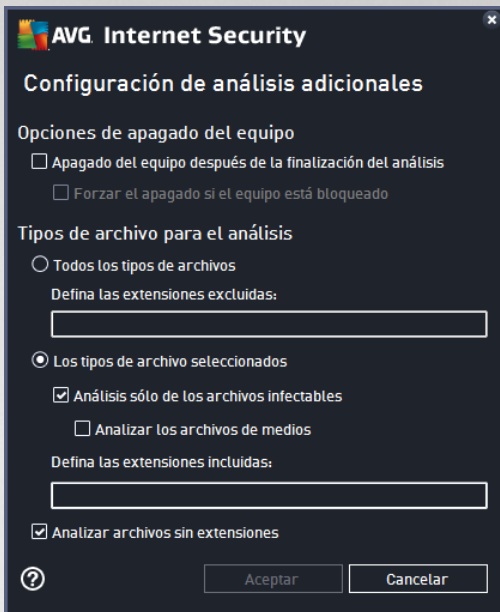 AVG Internet Security
Configuración de análisis adicionales
Opciones de apagado del equipo
Apagado del equipo después de la finalización del análisis
Forzar el apagado si el equipo está bloqueado
Tipos de archivo para el análisis
Todos los tipos de archivos
Defina las extensiones excluidas:
Los tipos de archivo seleccionados
Análisis sólo de los archivos infectables
Analizar los archivos de medios
Defina las extensiones incluidas:
Analizar archivos sin extensiones
?
Aceptar
Cancelar